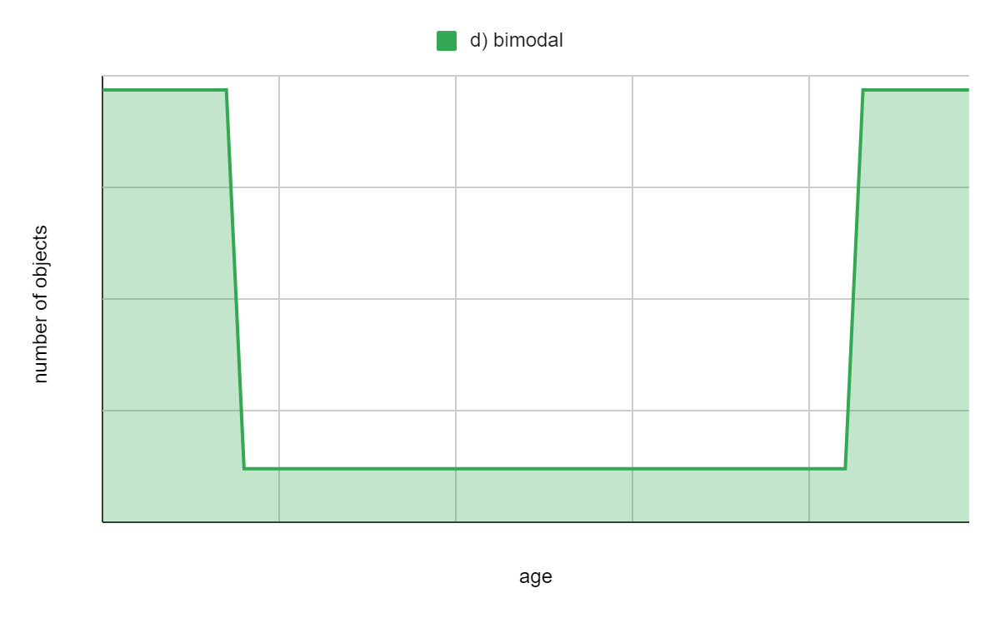 d) bimodal
number of objects
age